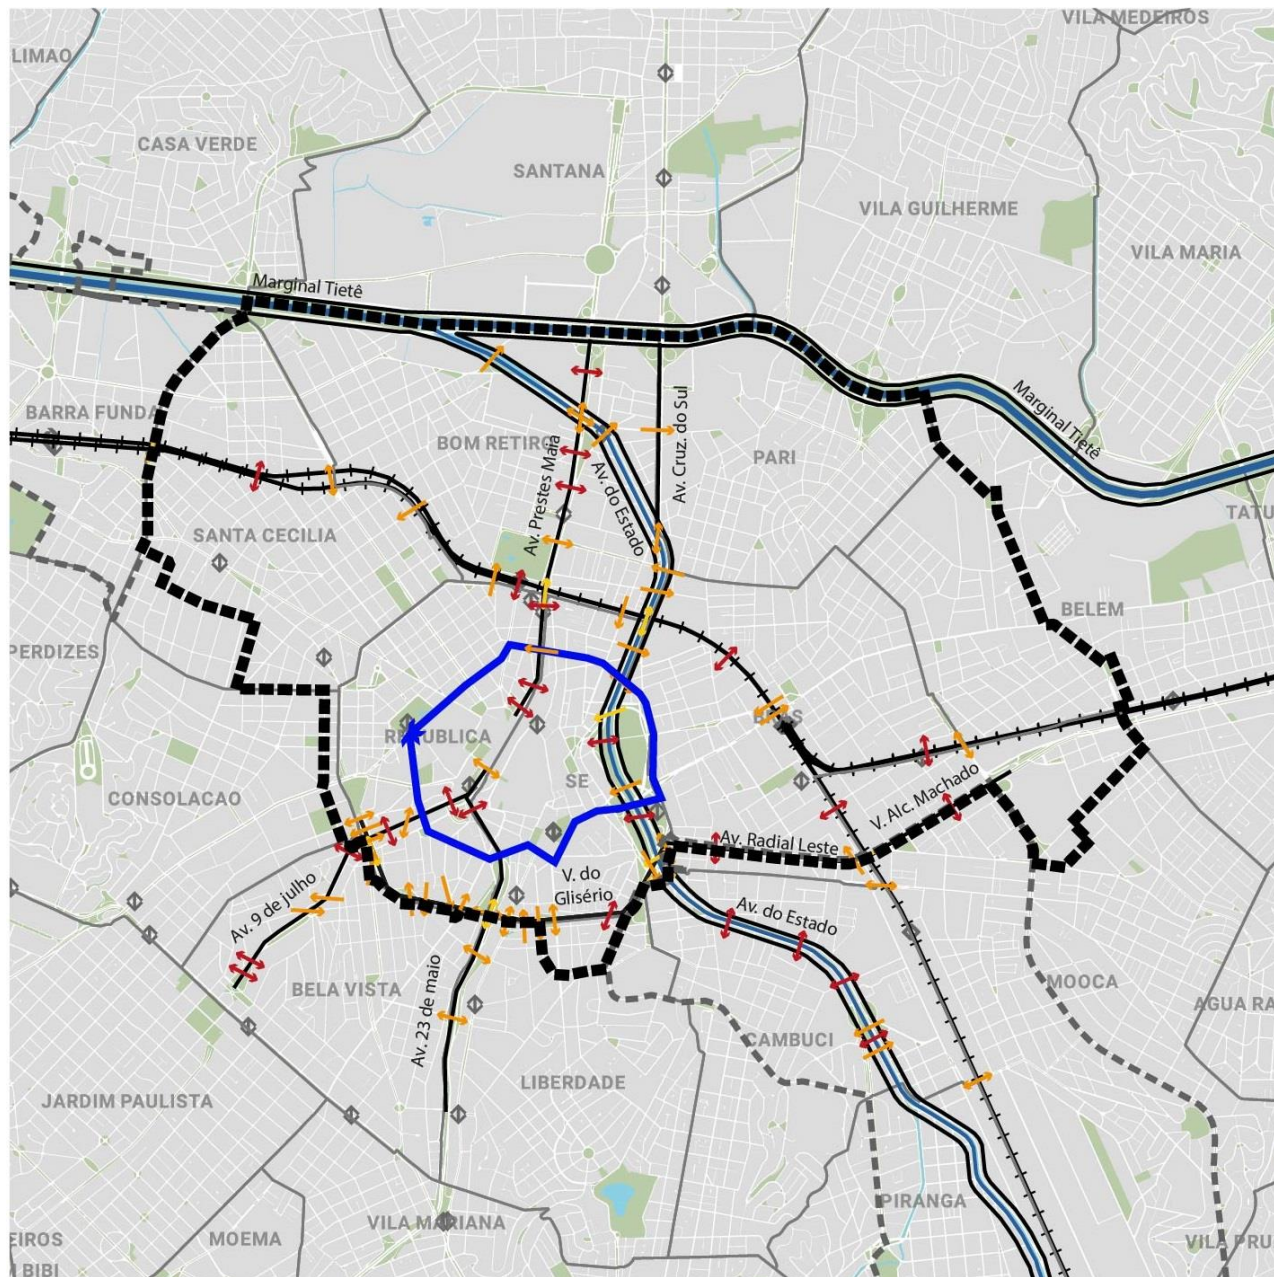 VILA MEDEIROS
LIMAO
CASA VERDE
SANTANA
VILA GUILHERME
VILA MARIA
Marginal Tietê
Marginal Tietê
BARRA FUNDA
BOM RETIRO
Av. Prestes Maia
Av. do Estado
Av. Cruz. do Sul
PARI
TATU
SANTA CECILIA
BELEM
PERDIZES
REPUBLICA
BRAS
SE
CONSOLACAO
V. Alc. Machado
Av. Radial Leste
V. do
Glisério
Av. 9 de julho
Av. do Estado
BELA VISTA
Av. 23 de maio
MOOCA
AGUA RA
CAMBUCI
LIBERDADE
JARDIM PAULISTA
PIRANGA
VILA MARIANA
MOEMA
EIROS
VILA PRU
BIBI